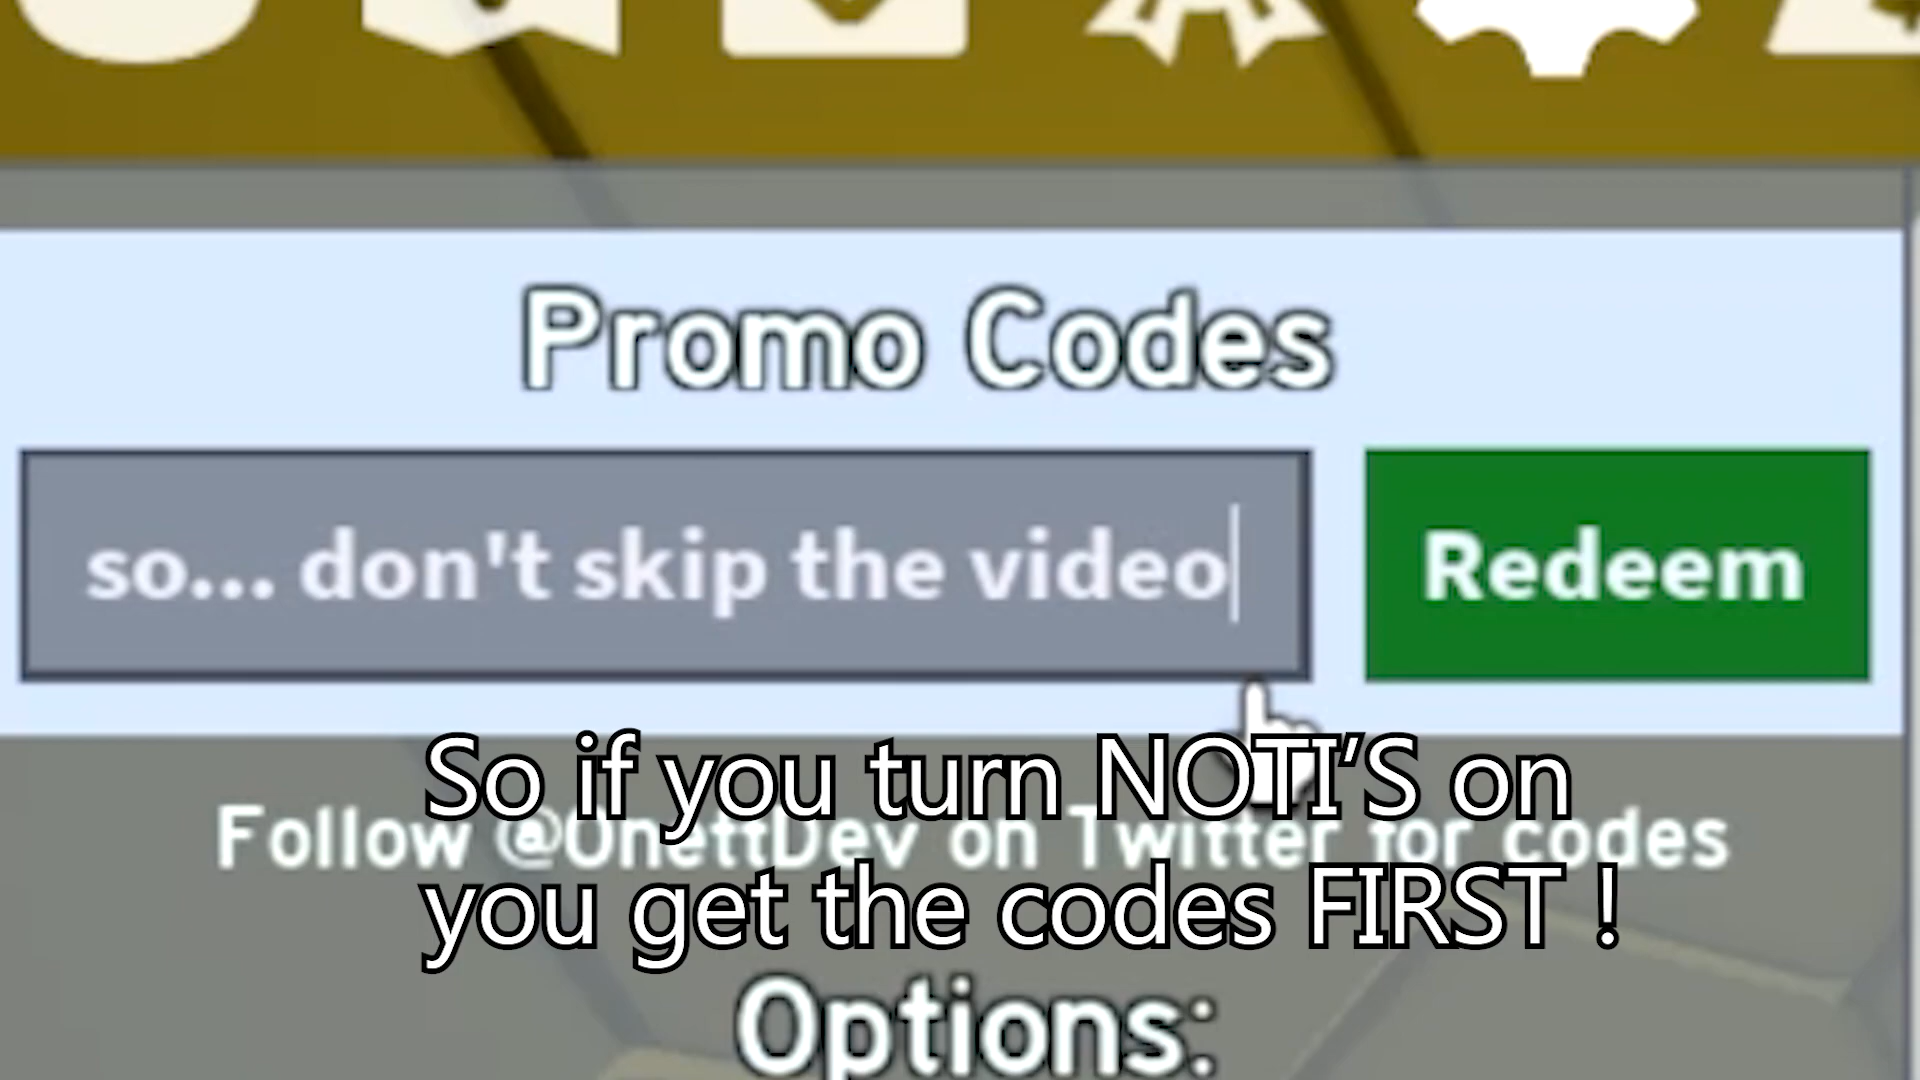 Promo Codes
so... don't skip the video
Redeem
So if you turn NOTI'S on
Follow @OnettDev on Twitter for codes
you get the codes FIRST !
Options: